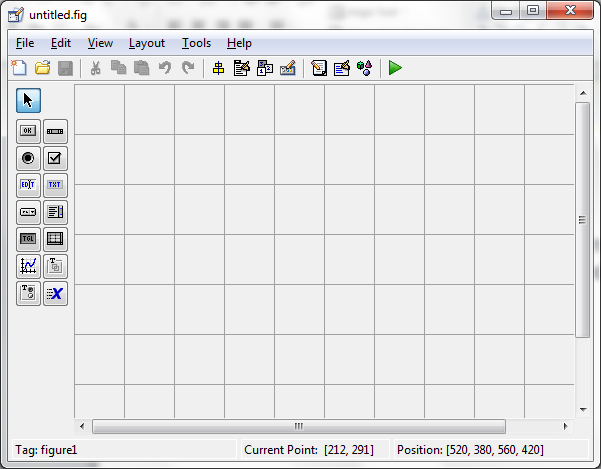 untitled.fig
File Edit View Layout Tools Help
OK
EDIT TXT
TGL
T
T
X
Tag: figure1 Current Point: [212, 291] Position: [520, 380, 560, 420]